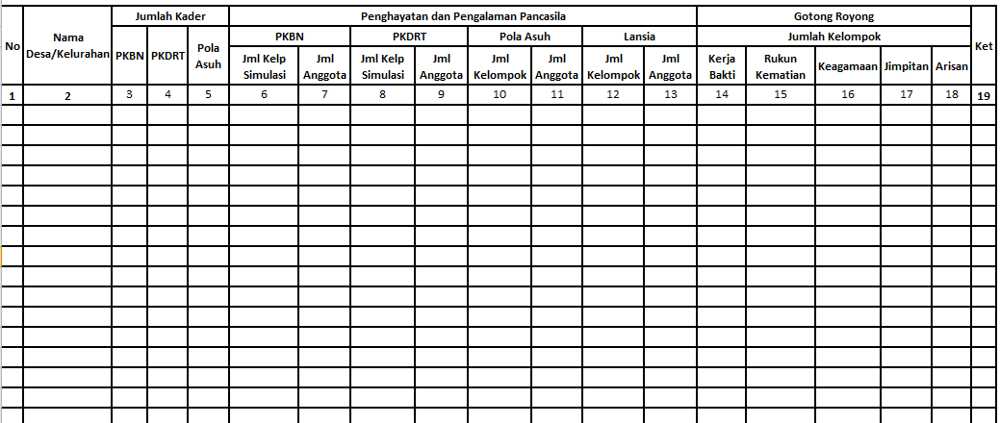 No
Nama
Desa/Kelurahan
Jumlah Kader
PKBN
PKDRT
Pola
Asuh
Penghayatan dan Pengalaman Pancasila
PKBN
Jml Kelp
Simulasi
Jml
Anggota
PKDRT
Jml Kelp
Simulasi
Jml
Anggota
Pola Asuh
Jml
Kelompok
Jml
Anggota
Lansia
Jml
Kelompok
Jml
Anggota
Gotong Royong
Jumlah Kelompok
Kerja
Bakti
Rukun
Kematian
Keagamaan
Jimpitan
Arisan
Ket
1 2 3 4 5 6 7 8 9 10 11 12 13 14 15 16 17 18 19